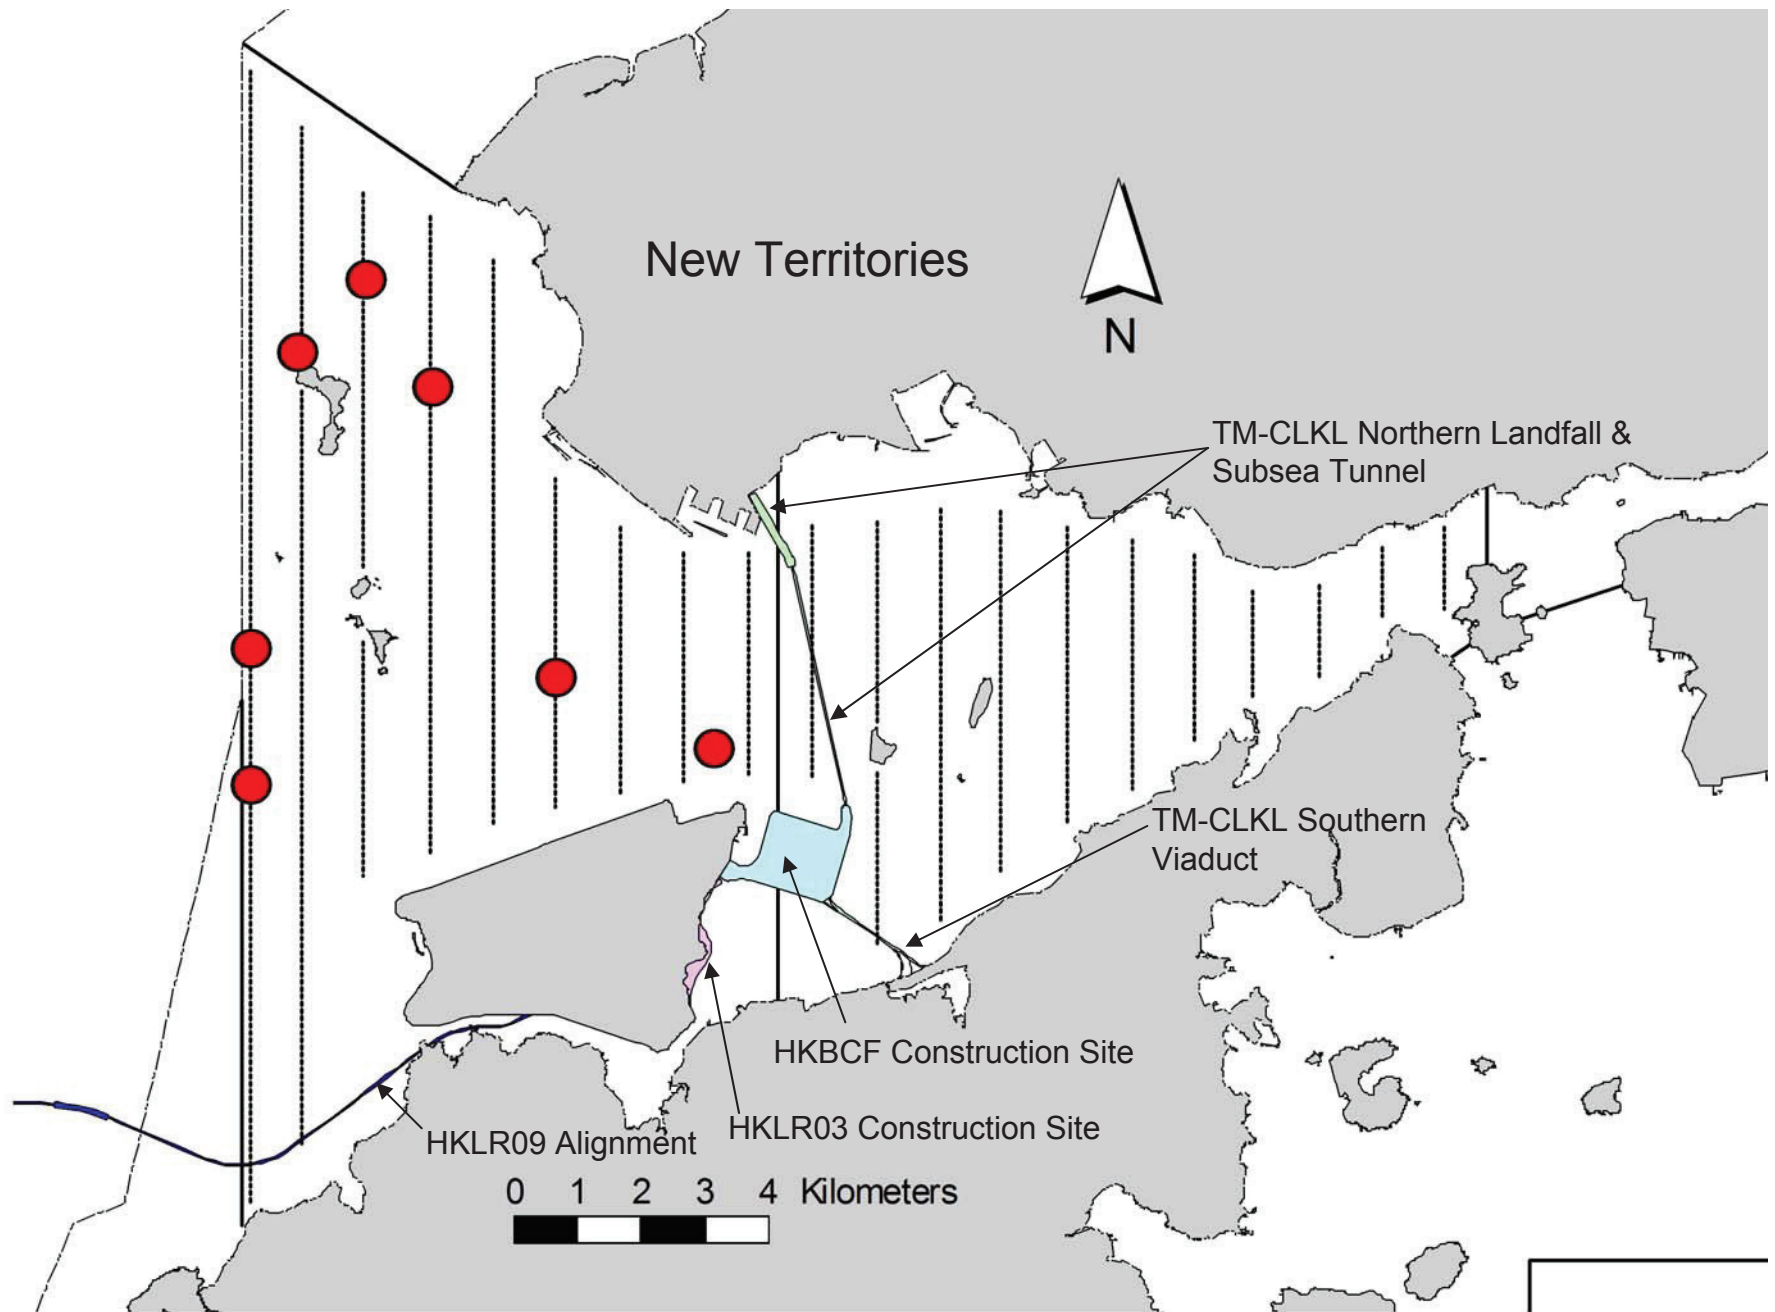 New Territories
N
TM-CLKL Northern Landfall &
Subsea Tunnel
TM-CLKL Southern
Viaduct
HKBCF Construction Site
HKLR03 Construction Site
HKLR09 Alignment
0 1 2 3 4 Kilometers